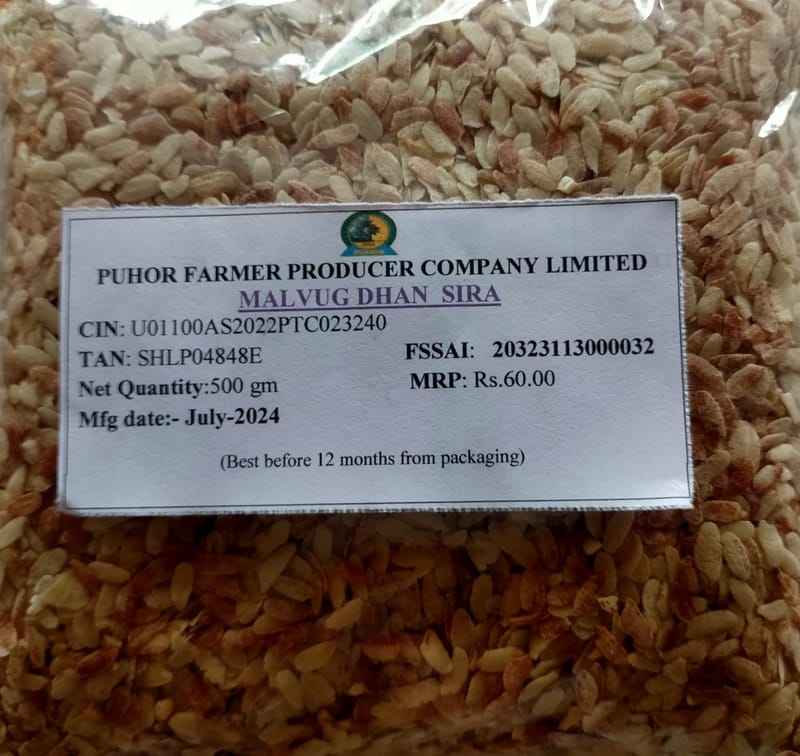 PUHOR FARMER PRODUCER COMPANY LIMITED
MALVUG DHAN SIRA
CIN: U01100AS2022PTC023240
TAN: SHLP04848E
FSSAI: 20323113000032
Net Quantity:500 gm
MRP: Rs.60.00
Mfg date:- July-2024
(Best before 12 months from packaging)